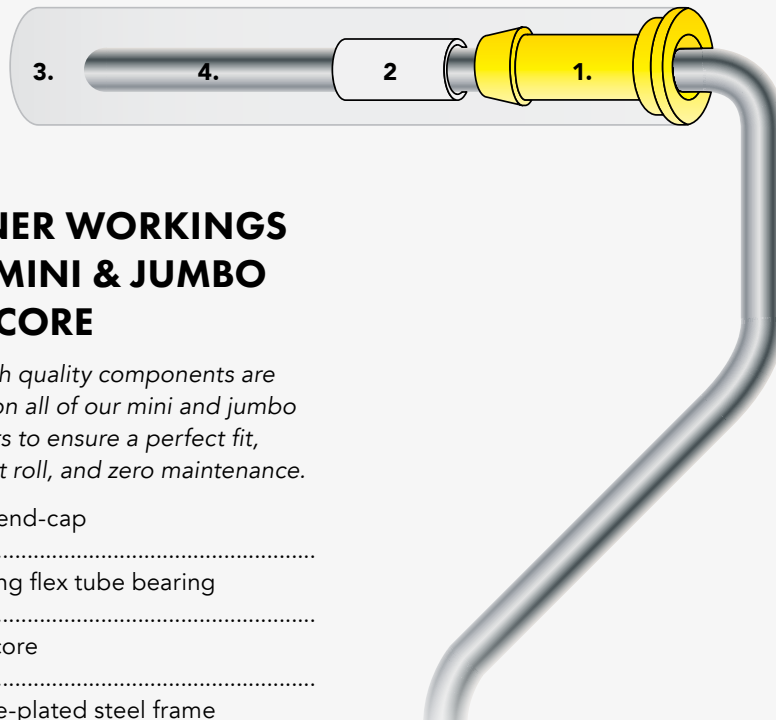 3.
4.
2
1.
NER WORKINGS
MINI & JUMBO
CORE
h quality components are
on all of our mini and jumbo
s to ensure a perfect fit,
t roll, and zero maintenance.
end-cap
ng flex tube bearing
core
e-plated steel frame